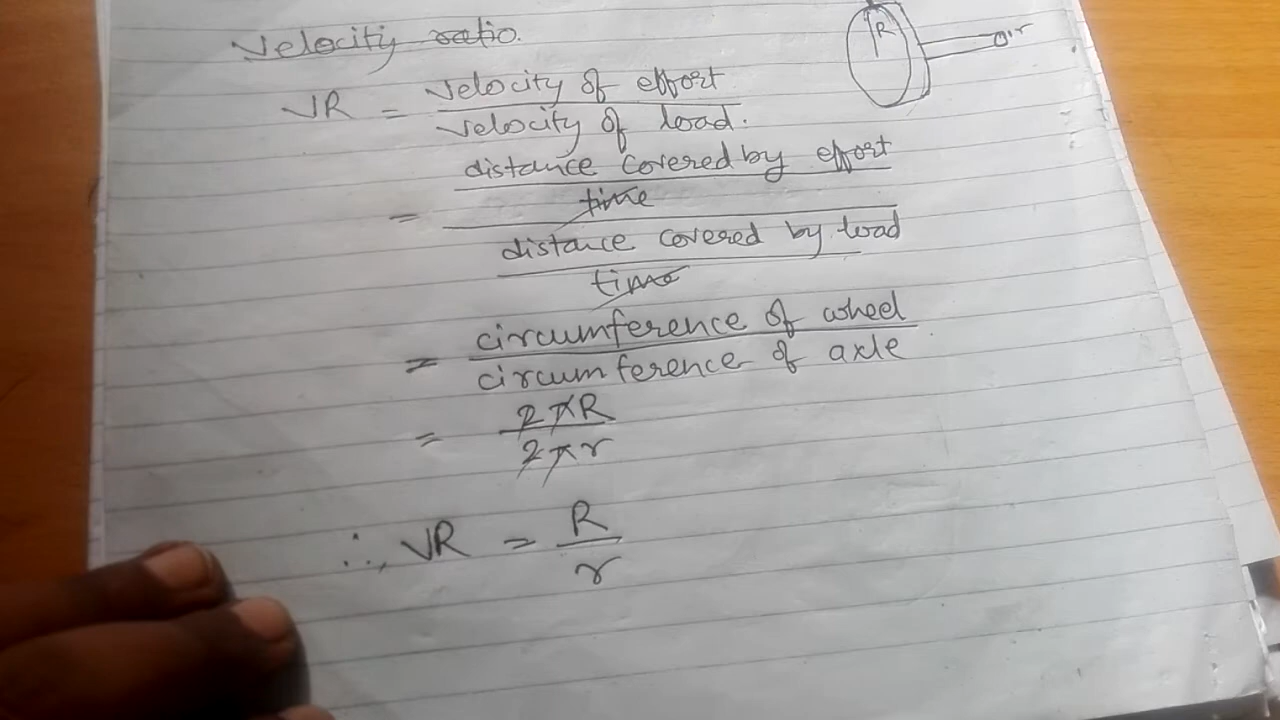 Velocity ratio.
R
r
VR = velocity of effort
velocity of load.
= distance covered by effort
time
distance covered by load
time
= circumference of wheel
circumference of axle
= 2πR
2πr
∴, VR = R
r